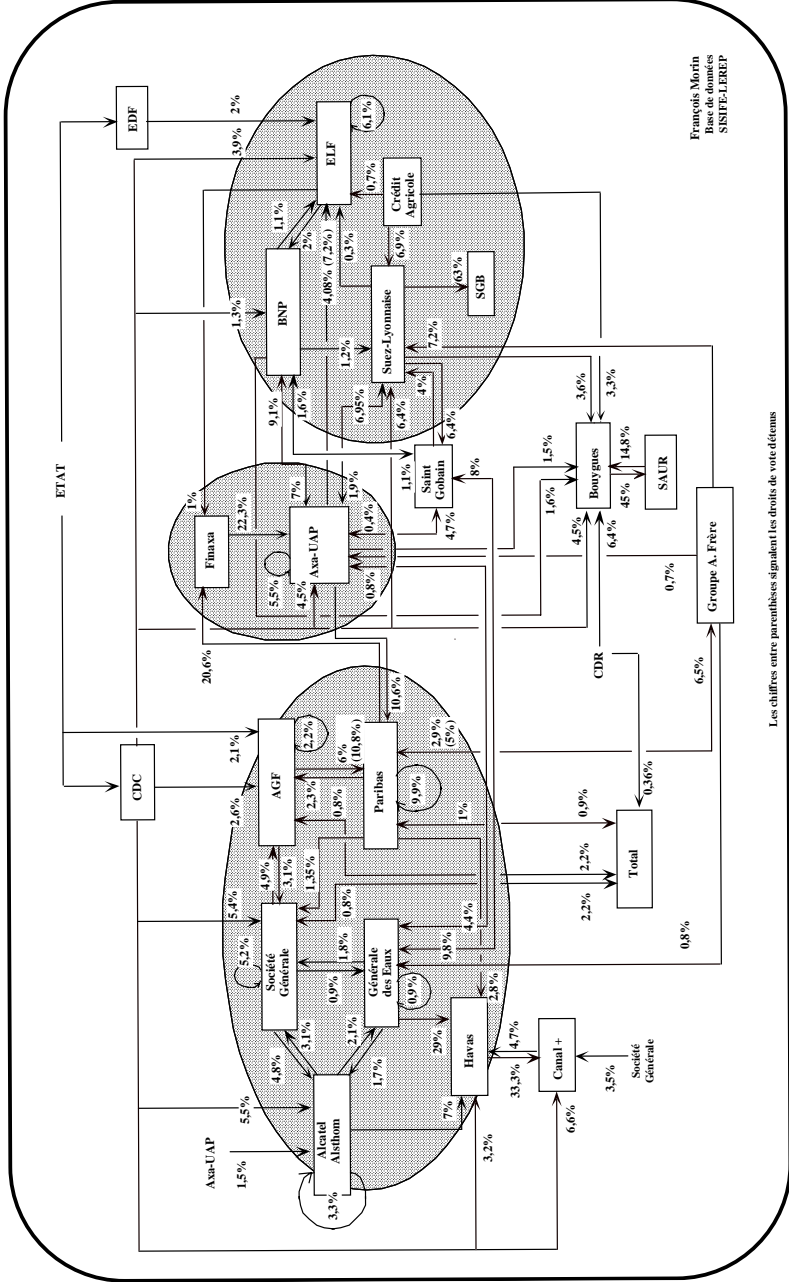 ETAT
CDC
EDF
2,1%
2,6%
5,4%
5,5%
1,3%
3,9%
2%
Axa-UAP
1,5%
Alcatel
Alsthom
3,3%
4,8%
3,1%
Société
Générale
5,2%
4,9%
3,1%
AGF
2,2%
2,3%
0,8%
6%
(10,8%)
1,35%
0,8%
1,8%
0,9%
2,1%
1,7%
Générale
des Eaux
0,9%
Paribas
9,9%
10,6%
2,9%
(5%)
1%
4,4%
9,8%
2,8%
29%
7%
Havas
3,2%
33,3%
4,7%
Canal +
6,6%
3,5%
Société
Générale
20,6%
Finaxa
1%
22,3%
5,5%
4,5%
Axa-UAP
7%
1,9%
0,4%
0,8%
9,1%
1,6%
BNP
1,1%
2%
ELF
6,1%
4,08% (7,2%)
0,3%
0,7%
1,2%
6,95%
6,4%
Suez-Lyonnaise
6,9%
Crédit
Agricole
63%
SGB
7,2%
4%
6,4%
1,1%
Saint
Gobain
4,7%
8%
1,5%
1,6%
4,5%
6,4%
Bouygues
3,6%
3,3%
45%
14,8%
SAUR
CDR
0,36%
Total
2,2%
2,2%
0,9%
0,7%
Groupe A. Frère
6,5%
0,8%
François Morin
Base de données
SISIFE-LEREP
Les chiffres entre parenthèses signalent les droits de vote détenus